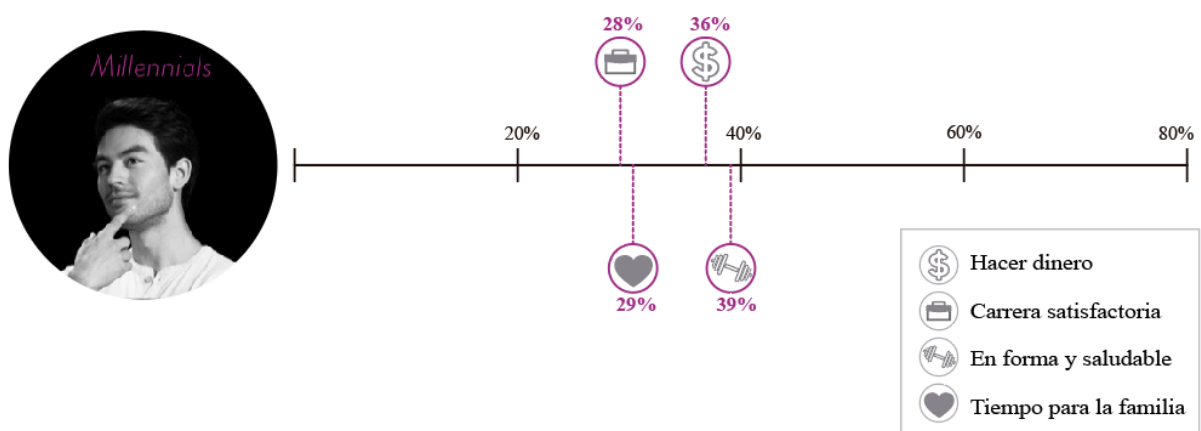 28% 36%
Millennials
20% 40% 60% 80%
29% 39%
Hacer dinero
Carrera satisfactoria
En forma y saludable
Tiempo para la familia